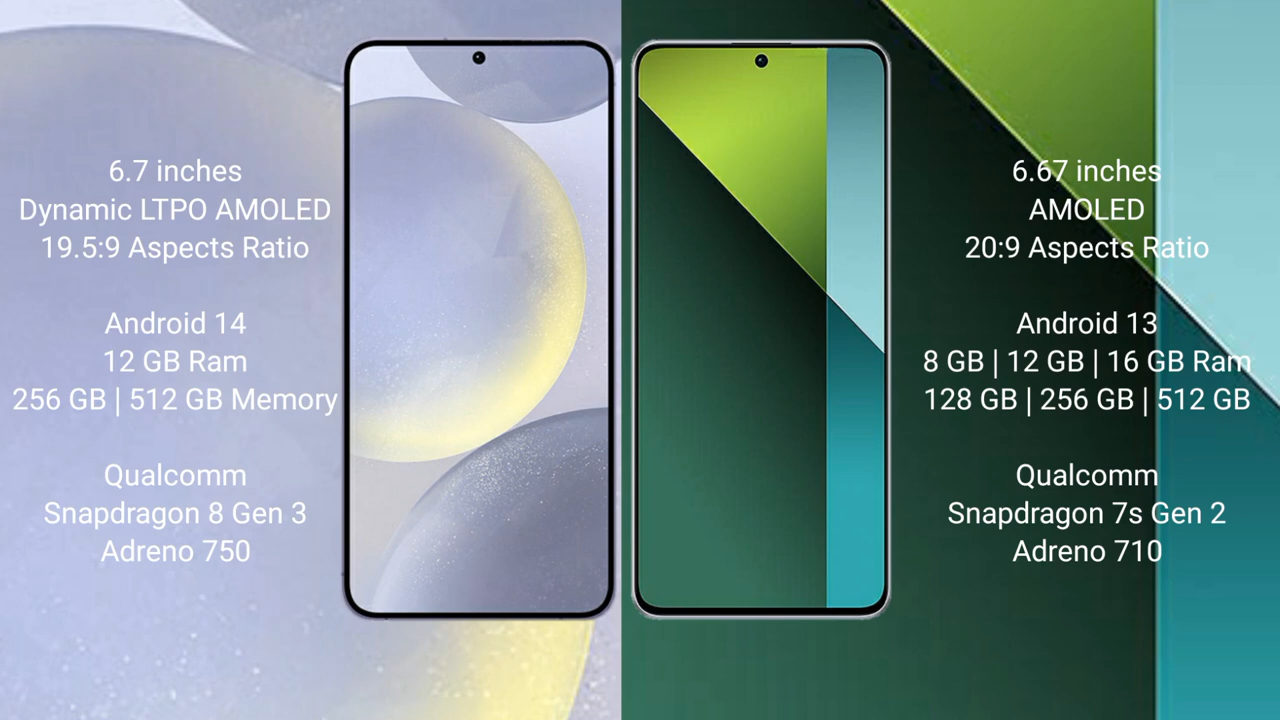 6.7 inches
Dynamic LTPO AMOLED
19.5:9 Aspects Ratio
Android 14
12 GB Ram
256 GB | 512 GB Memory
Qualcomm
Snapdragon 8 Gen 3
Adreno 750
6.67 inches
AMOLED
20:9 Aspects Ratio
Android 13
8 GB | 12 GB | 16 GB Ram
128 GB | 256 GB | 512 GB
Qualcomm
Snapdragon 7s Gen 2
Adreno 710